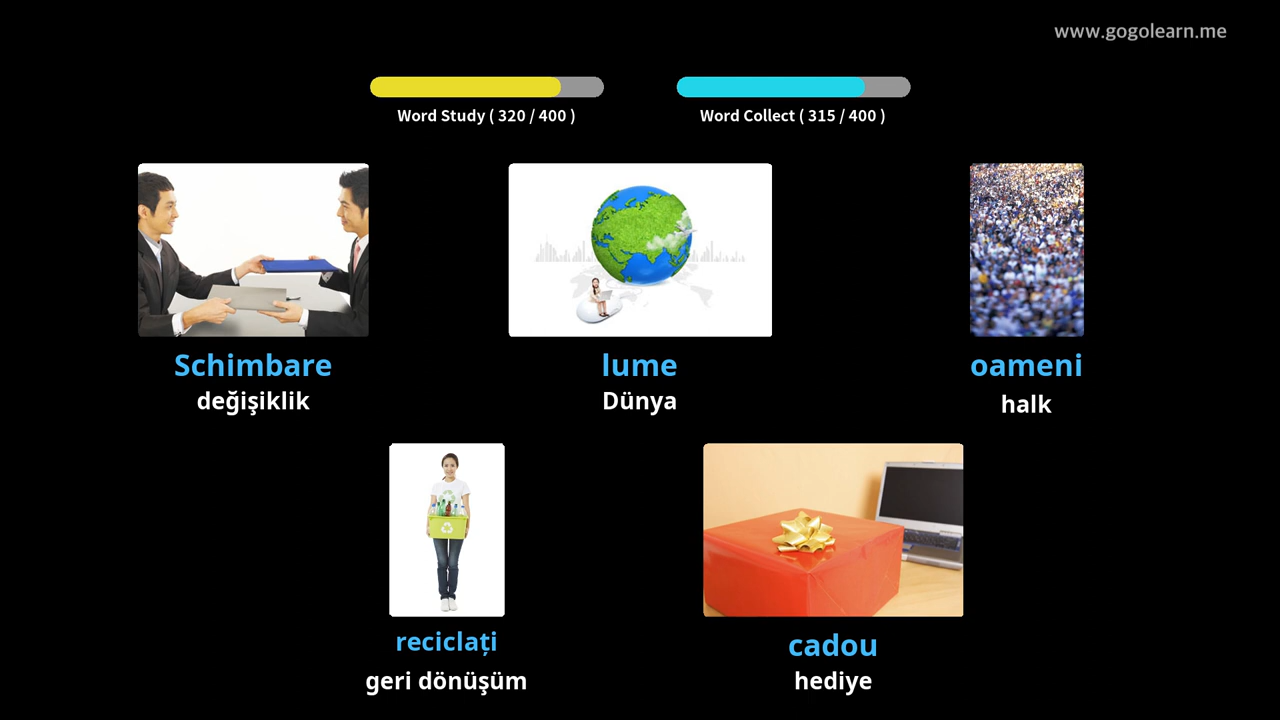 www.gogolearn.me
Word Study ( 320 / 400 )
Word Collect ( 315 / 400 )
Schimbare
değişiklik
lume
Dünya
oameni
halk
reciclați
geri dönüşüm
cadou
hediye